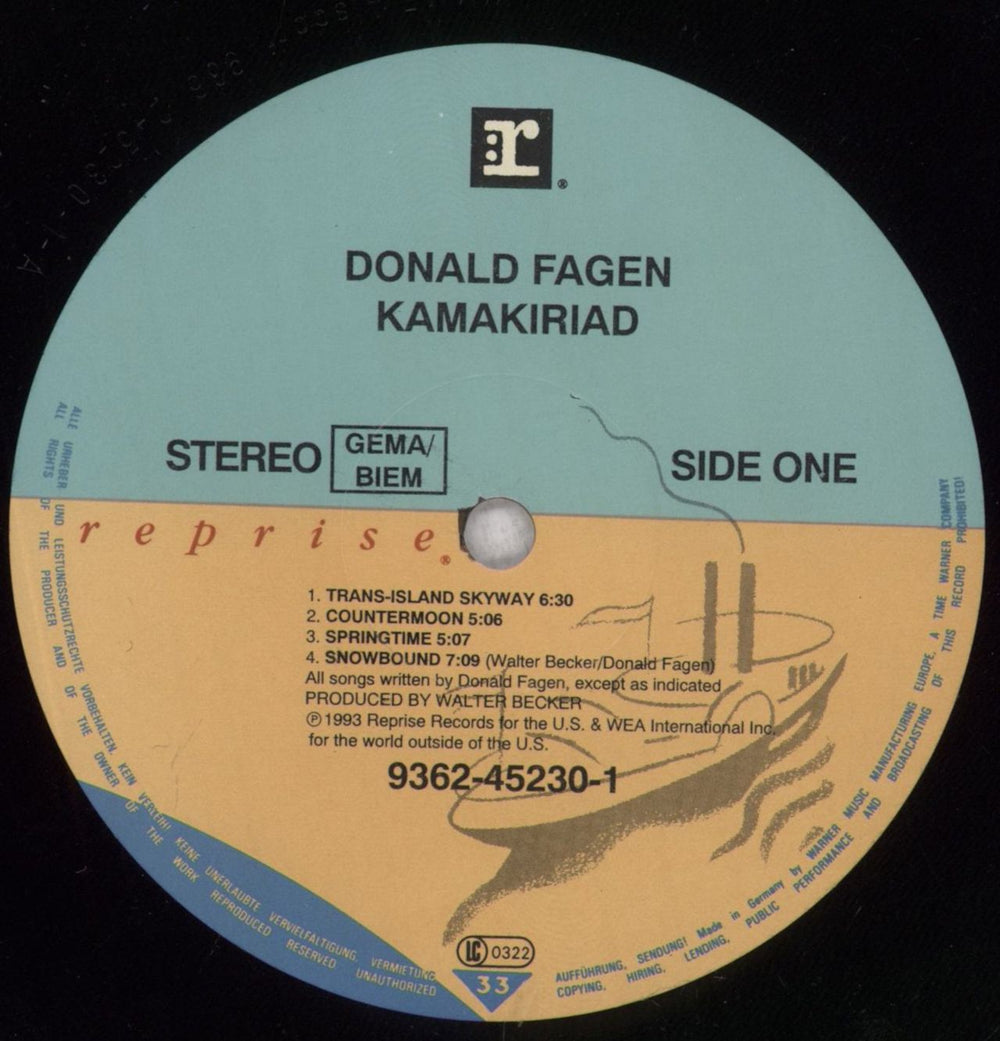 r
®
DONALD FAGEN
KAMAKIRIAD
STEREO
GEMA/
BIEM
SIDE ONE
reprise®
1. TRANS-ISLAND SKYWAY 6:30
2. COUNTERMOON 5:06
3. SPRINGTIME 5:07
4. SNOWBOUND 7:09 (Walter Becker/Donald Fagen)
All songs written by Donald Fagen, except as indicated
PRODUCED BY WALTER BECKER
℗1993 Reprise Records for the U.S. & WEA International Inc.
for the world outside of the U.S.
9362-45230-1
LC 0322
33
ALLE URHEBER UND LEISTUNGSSCHUTZRECHTE VORBEHALTEN. KEIN VERLEIH! KEINE UNERLAUBTE VERVIELFÄLTIGUNG, VERMIETUNG, AUFFÜHRUNG, SENDUNG! Made in Germany by WARNER MUSIC MANUFACTURING EUROPE, A TIME WARNER COMPANY
ALL RIGHTS OF THE PRODUCER AND OF THE OWNER OF THE WORK REPRODUCED RESERVED UNAUTHORIZED COPYING, HIRING, LENDING, PUBLIC PERFORMANCE AND BROADCASTING OF THIS RECORD PROHIBITED!